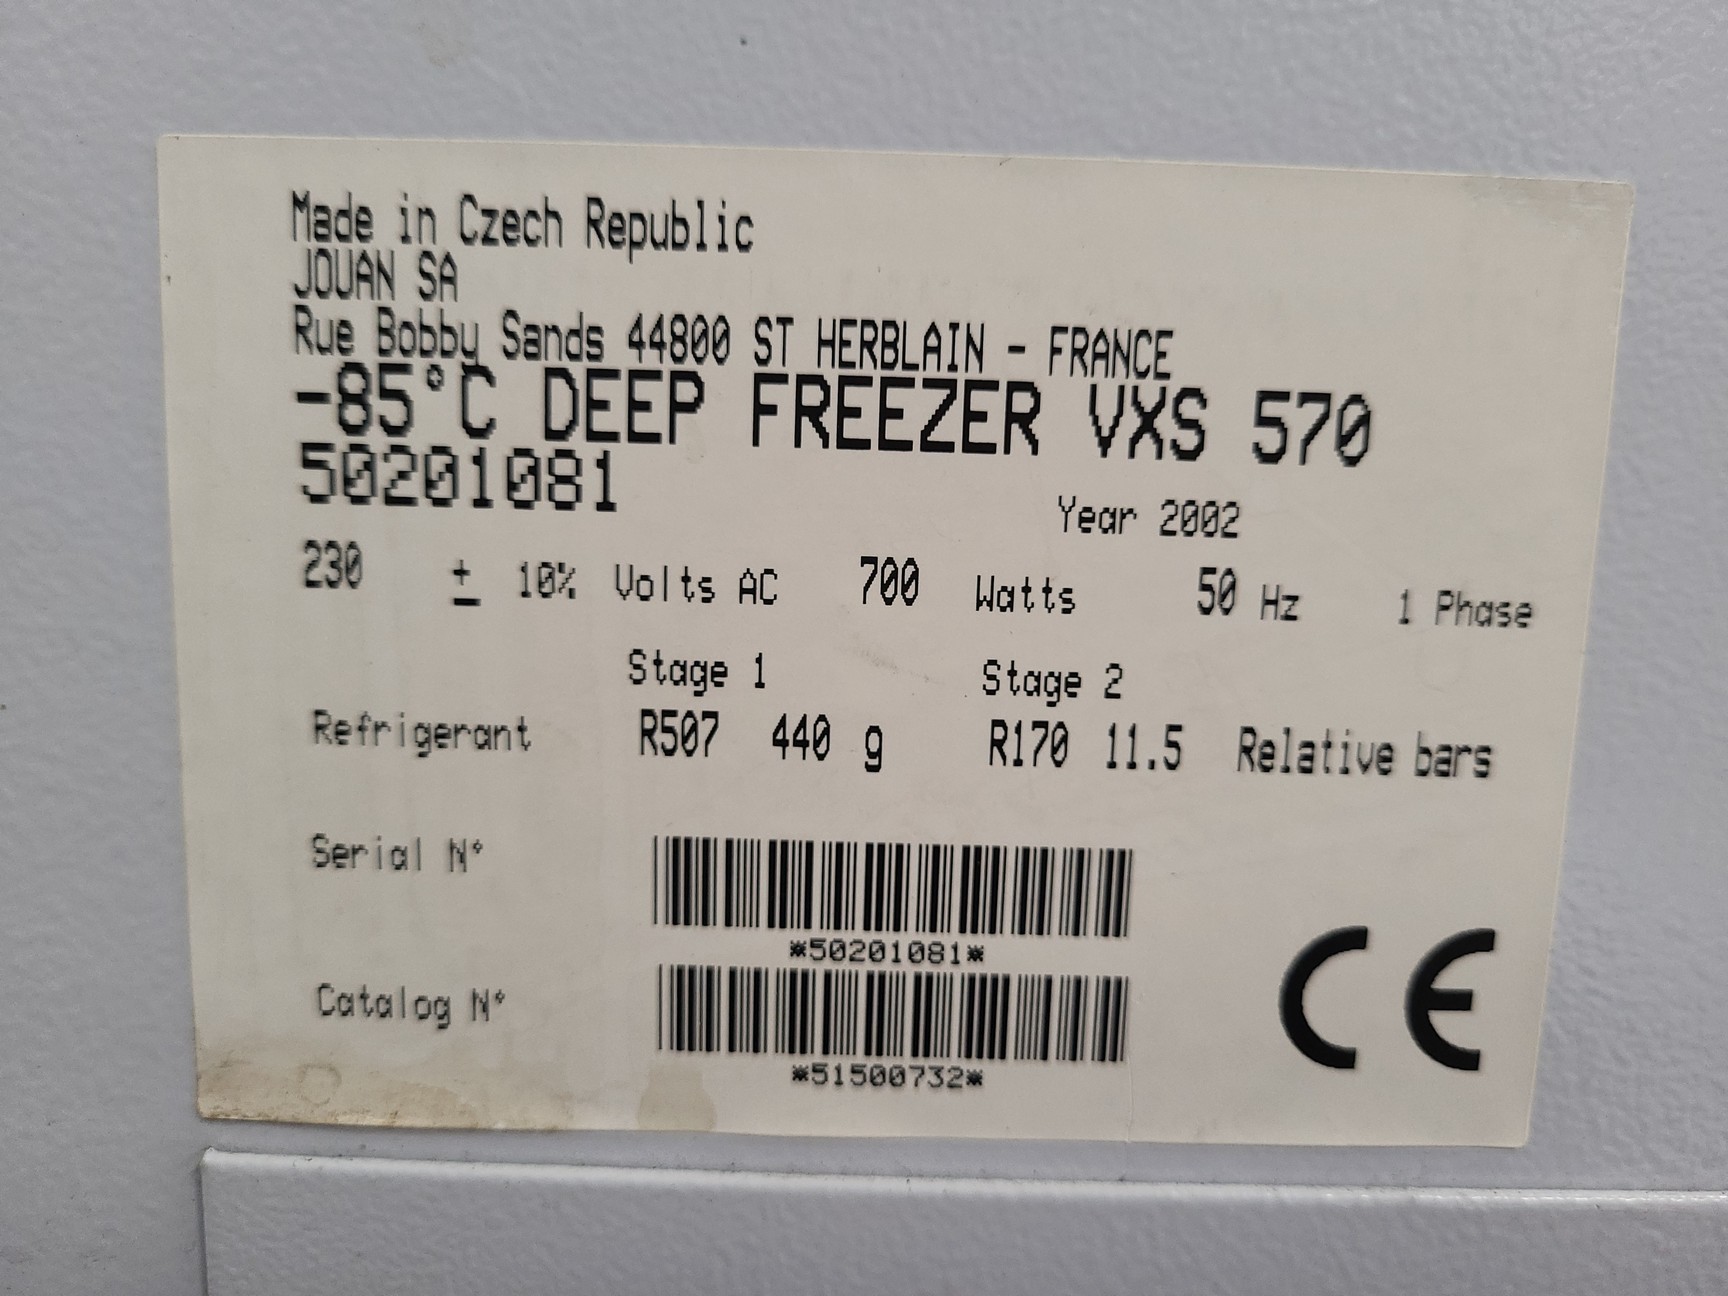 Made in Czech Republic
JOUAN SA
Rue Bobby Sands 44800 ST HERBLAIN - FRANCE
-85°C DEEP FREEZER VXS 570
50201081
Year 2002
230 ± 10% Volts AC 700 Watts 50 Hz 1 Phase
Stage 1 Stage 2
Refrigerant R507 440 g R170 11.5 Relative bars
Serial N°
*50201081*
Catalog N°
*51500732*
CE